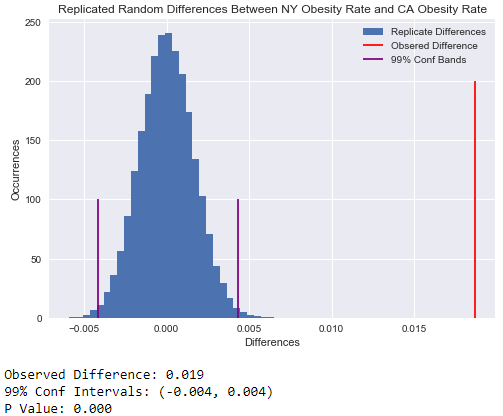 Replicated Random Differences Between NY Obesity Rate and CA Obesity Rate
Replicate Differences
Obsered Difference
99% Conf Bands
Occurrences
250
200
150
100
50
0
−0.005
0.000
0.005
0.010
0.015
Differences
Observed Difference: 0.019
99% Conf Intervals: (-0.004, 0.004)
P Value: 0.000